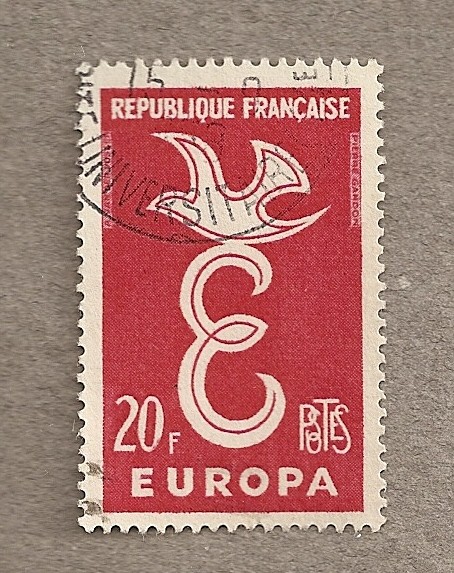 REPUBLIQUE FRANÇAISE
20F
POSTES
EUROPA